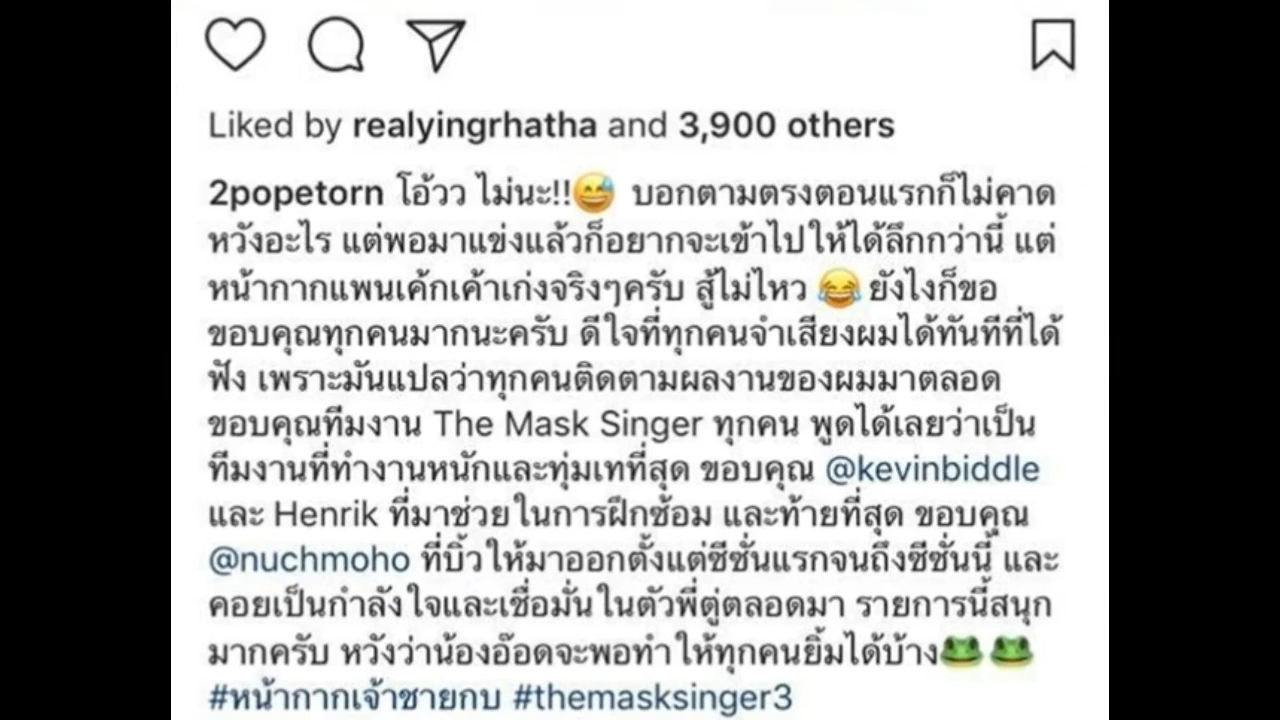 Liked by realyingrhatha and 3,900 others
2popetorn โอ้วว ไม่นะ!!😅 บอกตามตรงตอนแรกก็ไม่คาด
หวังอะไร แต่พอมาแข่งแล้วก็อยากจะเข้าไปให้ได้ลึกกว่านี้ แต่
หน้ากากแพนเค้กเค้าเก่งจริงๆครับ สู้ไม่ไหว 😂 ยังไงก็ขอ
ขอบคุณทุกคนมากนะครับ ดีใจที่ทุกคนจำเสียงผมได้ทันทีที่ได้
ฟัง เพราะมันแปลว่าทุกคนติดตามผลงานของผมมาตลอด
ขอบคุณทีมงาน The Mask Singer ทุกคน พูดได้เลยว่าเป็น
ทีมงานที่ทำงานหนักและทุ่มเทที่สุด ขอบคุณ @kevinbiddle
และ Henrik ที่มาช่วยในการฝึกซ้อม และท้ายที่สุด ขอบคุณ
@nuchmoho ที่บิ้วให้มาออกตั้งแต่ซีซั่นแรกจนถึงซีซั่นนี้ และ
คอยเป็นกำลังใจและเชื่อมั่นในตัวพี่ตู่ตลอดมา รายการนี้สนุก
มากครับ หวังว่าน้องอ๊อดจะพอทำให้ทุกคนยิ้มได้บ้าง🐸🐸
#หน้ากากเจ้าชายกบ #themasksinger3